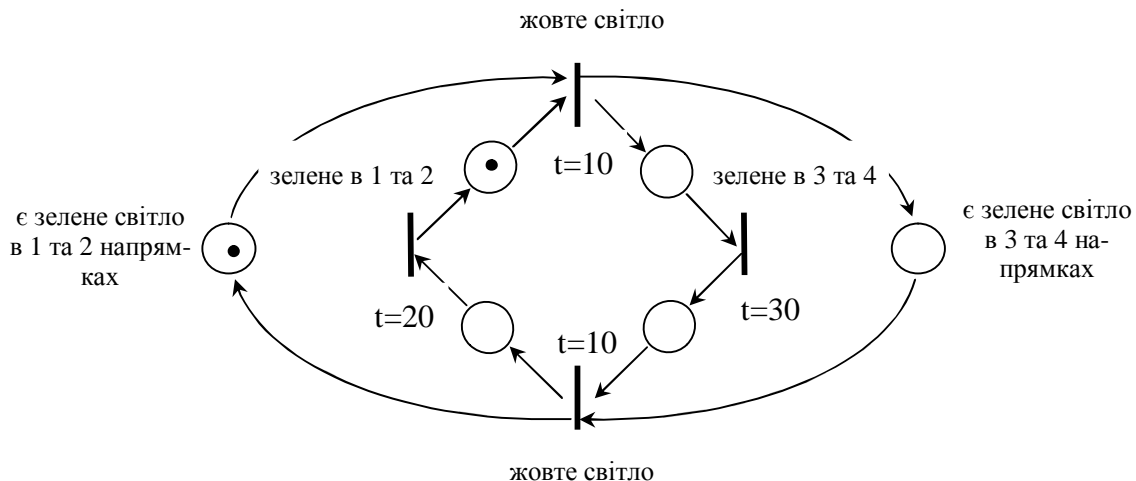 жовте світло
зелене в 1 та 2
t=10
зелене в 3 та 4
є зелене світло
в 1 та 2 напрям-
ках
є зелене світло
в 3 та 4 на-
прямках
t=20
t=10
t=30
жовте світло